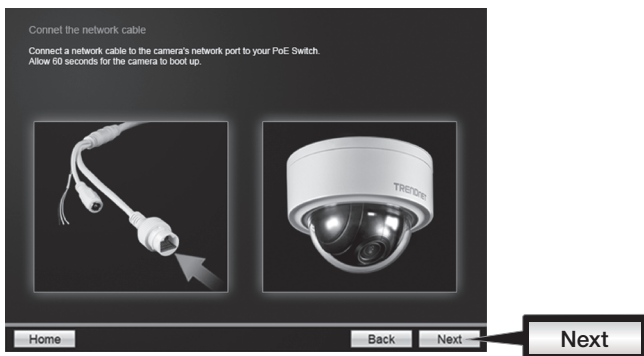 Connet the network cable
Connect a network cable to the camera's network port to your PoE Switch.
Allow 60 seconds for the camera to boot up.
TRENDnet
Home
Back
Next
Next